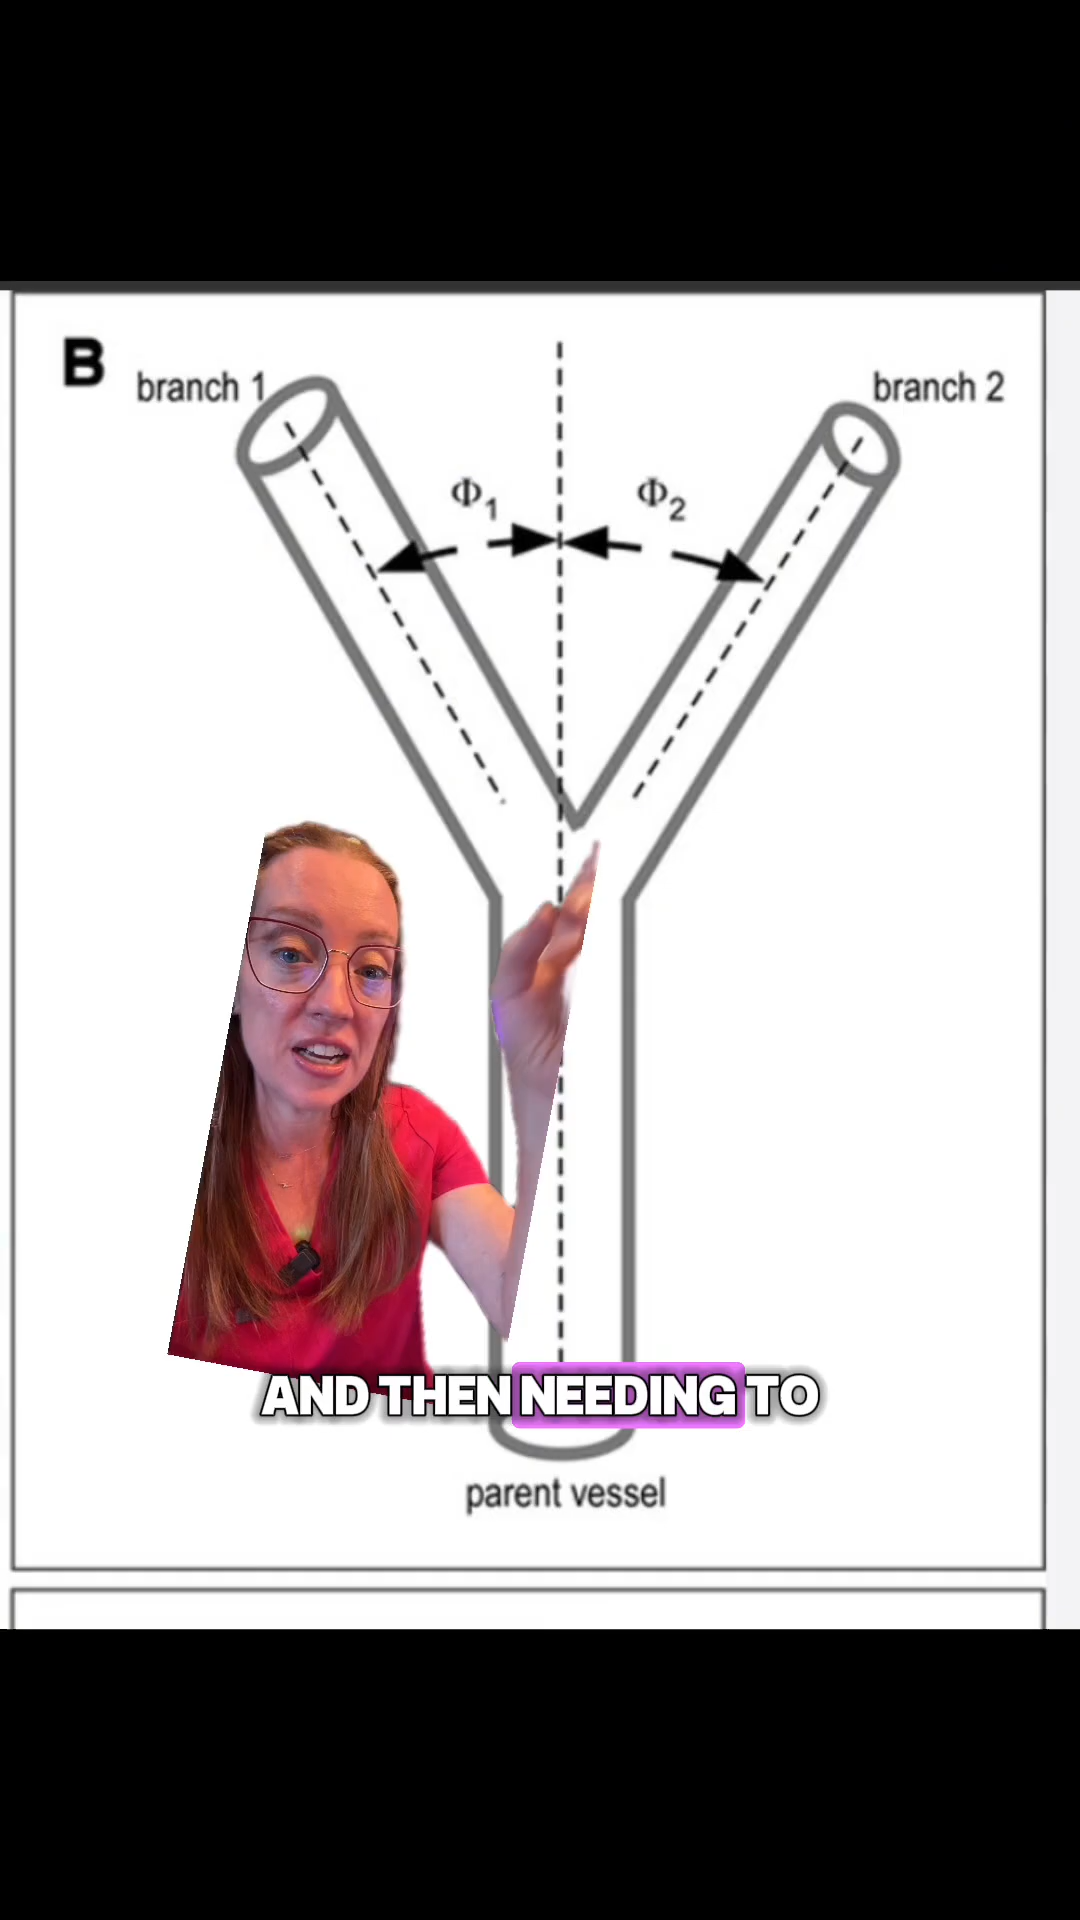 B
branch 1
branch 2
Φ1
Φ2
AND THEN NEEDING TO
parent vessel